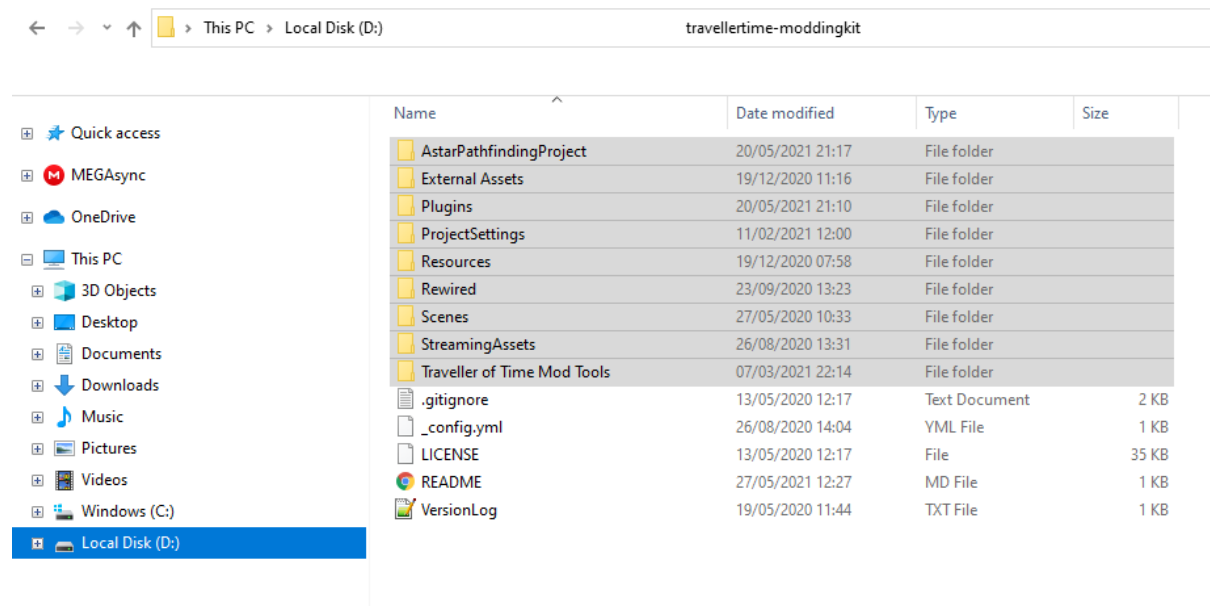 This PC Local Disk (D:) travellertime-moddingkit
Quick access
MEGAsync
OneDrive
This PC
3D Objects
Desktop
Documents
Downloads
Music
Pictures
Videos
Windows (C:)
Local Disk (D:)
Name Date modified Type Size
AstarPathfindingProject 20/05/2021 21:17 File folder
External Assets 19/12/2020 11:16 File folder
Plugins 20/05/2021 21:10 File folder
ProjectSettings 11/02/2021 12:00 File folder
Resources 19/12/2020 07:58 File folder
Rewired 23/09/2020 13:23 File folder
Scenes 27/05/2020 10:33 File folder
StreamingAssets 26/08/2020 13:31 File folder
Traveller of Time Mod Tools 07/03/2021 22:14 File folder
.gitignore 13/05/2020 12:17 Text Document 2 KB
_config.yml 26/08/2020 14:04 YML File 1 KB
LICENSE 13/05/2020 12:17 File 35 KB
README 27/05/2021 12:27 MD File 1 KB
VersionLog 19/05/2020 11:44 TXT File 1 KB